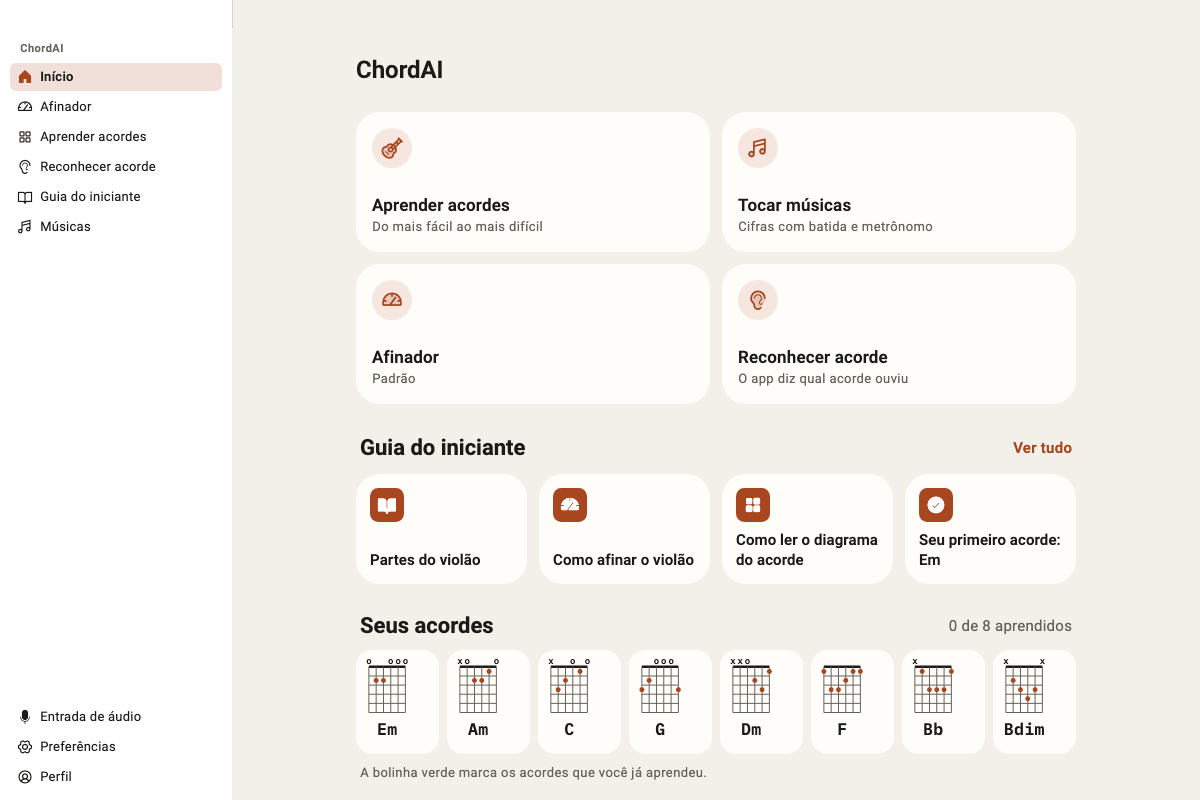 ChordAI
Início
Afinador
Aprender acordes
Reconhecer acorde
Guia do iniciante
Músicas
Entrada de áudio
Preferências
Perfil
ChordAI
Aprender acordes
Do mais fácil ao mais difícil
Tocar músicas
Cifras com batida e metrônomo
Afinador
Padrão
Reconhecer acorde
O app diz qual acorde ouviu
Guia do iniciante
Ver tudo
Partes do violão
Como afinar o violão
Como ler o diagrama
do acorde
Seu primeiro acorde:
Em
Seus acordes
0 de 8 aprendidos
o ooo
Em
xo o
Am
x o o
C
ooo
G
xxo
Dm
F
x
Bb
x x
Bdim
A bolinha verde marca os acordes que você já aprendeu.